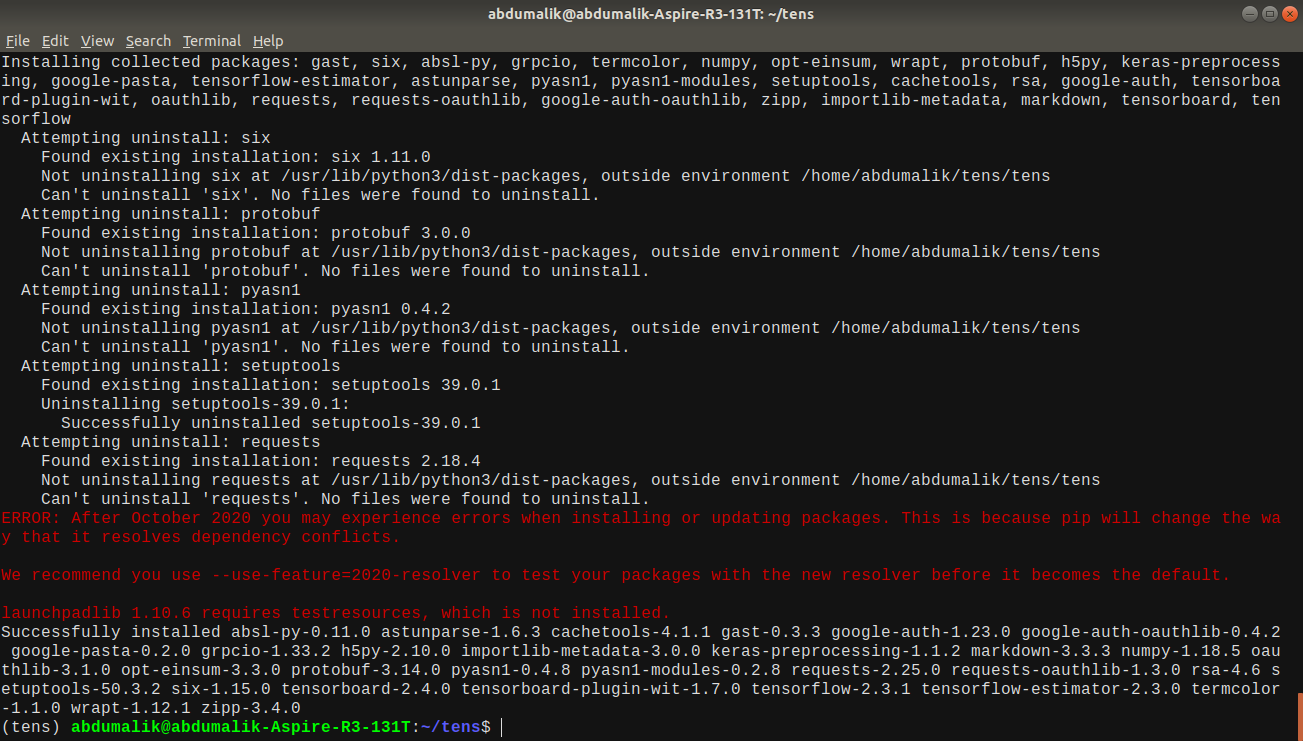 abdumalik@abdumalik-Aspire-R3-131T: ~/tens
File Edit View Search Terminal Help
Installing collected packages: gast, six, absl-py, grpcio, termcolor, numpy, opt-einsum, wrapt, protobuf, h5py, keras-preprocess
ing, google-pasta, tensorflow-estimator, astunparse, pyasn1, pyasn1-modules, setuptools, cachetools, rsa, google-auth, tensorboa
rd-plugin-wit, oauthlib, requests, requests-oauthlib, google-auth-oauthlib, zipp, importlib-metadata, markdown, tensorboard, ten
sorflow
  Attempting uninstall: six
    Found existing installation: six 1.11.0
    Not uninstalling six at /usr/lib/python3/dist-packages, outside environment /home/abdumalik/tens/tens
    Can't uninstall 'six'. No files were found to uninstall.
  Attempting uninstall: protobuf
    Found existing installation: protobuf 3.0.0
    Not uninstalling protobuf at /usr/lib/python3/dist-packages, outside environment /home/abdumalik/tens/tens
    Can't uninstall 'protobuf'. No files were found to uninstall.
  Attempting uninstall: pyasn1
    Found existing installation: pyasn1 0.4.2
    Not uninstalling pyasn1 at /usr/lib/python3/dist-packages, outside environment /home/abdumalik/tens/tens
    Can't uninstall 'pyasn1'. No files were found to uninstall.
  Attempting uninstall: setuptools
    Found existing installation: setuptools 39.0.1
    Uninstalling setuptools-39.0.1:
      Successfully uninstalled setuptools-39.0.1
  Attempting uninstall: requests
    Found existing installation: requests 2.18.4
    Not uninstalling requests at /usr/lib/python3/dist-packages, outside environment /home/abdumalik/tens/tens
    Can't uninstall 'requests'. No files were found to uninstall.
ERROR: After October 2020 you may experience errors when installing or updating packages. This is because pip will change the wa
y that it resolves dependency conflicts.

We recommend you use --use-feature=2020-resolver to test your packages with the new resolver before it becomes the default.

launchpadlib 1.10.6 requires testresources, which is not installed.
Successfully installed absl-py-0.11.0 astunparse-1.6.3 cachetools-4.1.1 gast-0.3.3 google-auth-1.23.0 google-auth-oauthlib-0.4.2
 google-pasta-0.2.0 grpcio-1.33.2 h5py-2.10.0 importlib-metadata-3.0.0 keras-preprocessing-1.1.2 markdown-3.3.3 numpy-1.18.5 oau
thlib-3.1.0 opt-einsum-3.3.0 protobuf-3.14.0 pyasn1-0.4.8 pyasn1-modules-0.2.8 requests-2.25.0 requests-oauthlib-1.3.0 rsa-4.6 s
etuptools-50.3.2 six-1.15.0 tensorboard-2.4.0 tensorboard-plugin-wit-1.7.0 tensorflow-2.3.1 tensorflow-estimator-2.3.0 termcolor
-1.1.0 wrapt-1.12.1 zipp-3.4.0
(tens) abdumalik@abdumalik-Aspire-R3-131T:~/tens$